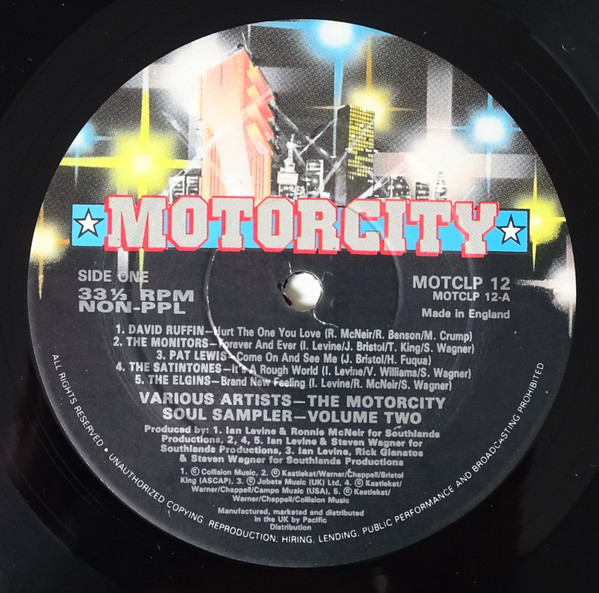 MOTORCITY
SIDE ONE
33⅓ RPM
NON-PPL
MOTCLP 12
MOTCLP 12-A
Made in England
1. DAVID RUFFIN—Hurt The One You Love (R. McNeir/R. Benson/M. Crump)
2. THE MONITORS—Forever And Ever (I. Levine/J. Bristol/T. King/S. Wagner)
3. PAT LEWIS—Come On And See Me (J. Bristol/H. Fuqua)
4. THE SATINTONES—It's A Rough World (I. Levine/V. Williams/S. Wagner)
5. THE ELGINS—Brand New Feeling (I. Levine/R. McNeir/S. Wagner)
VARIOUS ARTISTS—THE MOTORCITY
SOUL SAMPLER—VOLUME TWO
Produced by: 1. Ian Levine & Ronnie McNeir for Southlands
Productions, 2, 4, 5. Ian Levine & Steven Wagner for
Southlands Productions, 3. Ian Levine, Rick Gianatos
& Steven Wagner for Southlands Productions
1. © Collision Music. 2. © Kastlekat/Warner/Chappell/Bristol
King (ASCAP). 3. © Jobete Music (UK) Ltd, 4. © Kastlekat/
Warner/Chappell/Campo Music (USA). 5. © Kastlekat/
Warner/Chappell/Collision Music
Manufactured, marketed and distributed
in the UK by Pacific
Distribution
ALL RIGHTS RESERVED • UNAUTHORIZED COPYING, REPRODUCTION, HIRING, LENDING, PUBLIC PERFORMANCE AND BROADCASTING PROHIBITED